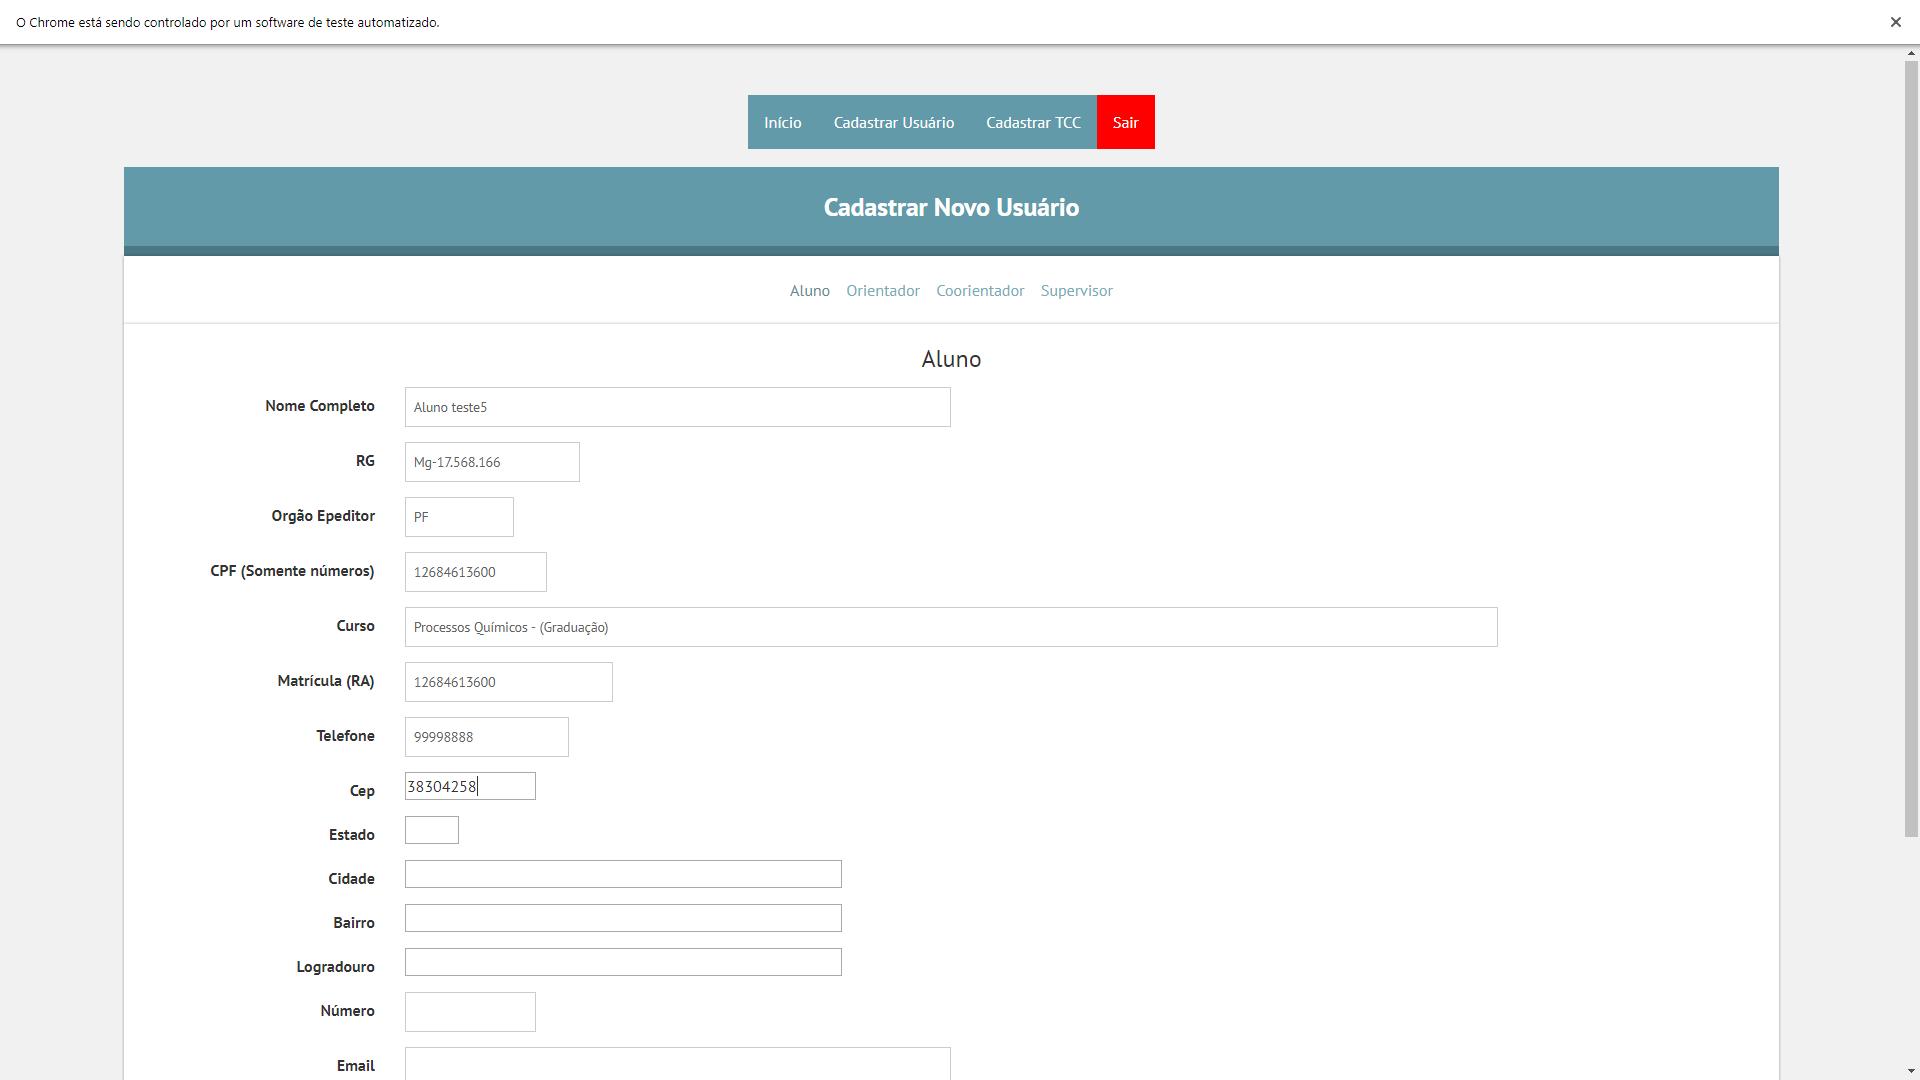 O Chrome está sendo controlado por um software de teste automatizado.
Início Cadastrar Usuário Cadastrar TCC Sair
Cadastrar Novo Usuário
Aluno Orientador Coorientador Supervisor
Aluno
Nome Completo Aluno teste5
RG Mg-17.568.166
Orgão Epeditor PF
CPF (Somente números) 12684613600
Curso Processos Químicos - (Graduação)
Matrícula (RA) 12684613600
Telefone 99998888
Cep 38304258
Estado
Cidade
Bairro
Logradouro
Número
Email